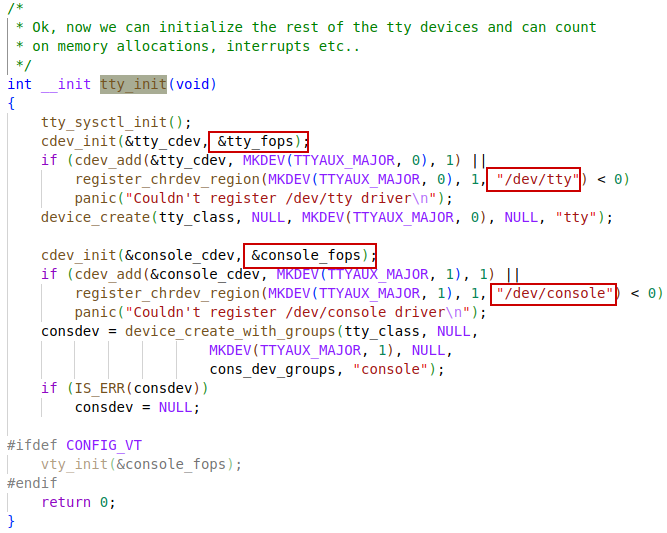 /*
 * Ok, now we can initialize the rest of the tty devices and can count
 * on memory allocations, interrupts etc..
 */
int __init tty_init(void)
{
    tty_sysctl_init();
    cdev_init(&tty_cdev, &tty_fops);
    if (cdev_add(&tty_cdev, MKDEV(TTYAUX_MAJOR, 0), 1) ||
        register_chrdev_region(MKDEV(TTYAUX_MAJOR, 0), 1, "/dev/tty") < 0)
        panic("Couldn't register /dev/tty driver\n");
    device_create(tty_class, NULL, MKDEV(TTYAUX_MAJOR, 0), NULL, "tty");

    cdev_init(&console_cdev, &console_fops);
    if (cdev_add(&console_cdev, MKDEV(TTYAUX_MAJOR, 1), 1) ||
        register_chrdev_region(MKDEV(TTYAUX_MAJOR, 1), 1, "/dev/console") < 0)
        panic("Couldn't register /dev/console driver\n");
    consdev = device_create_with_groups(tty_class, NULL,
                        MKDEV(TTYAUX_MAJOR, 1), NULL,
                        cons_dev_groups, "console");
    if (IS_ERR(consdev))
        consdev = NULL;

#ifdef CONFIG_VT
    vty_init(&console_fops);
#endif
    return 0;
}